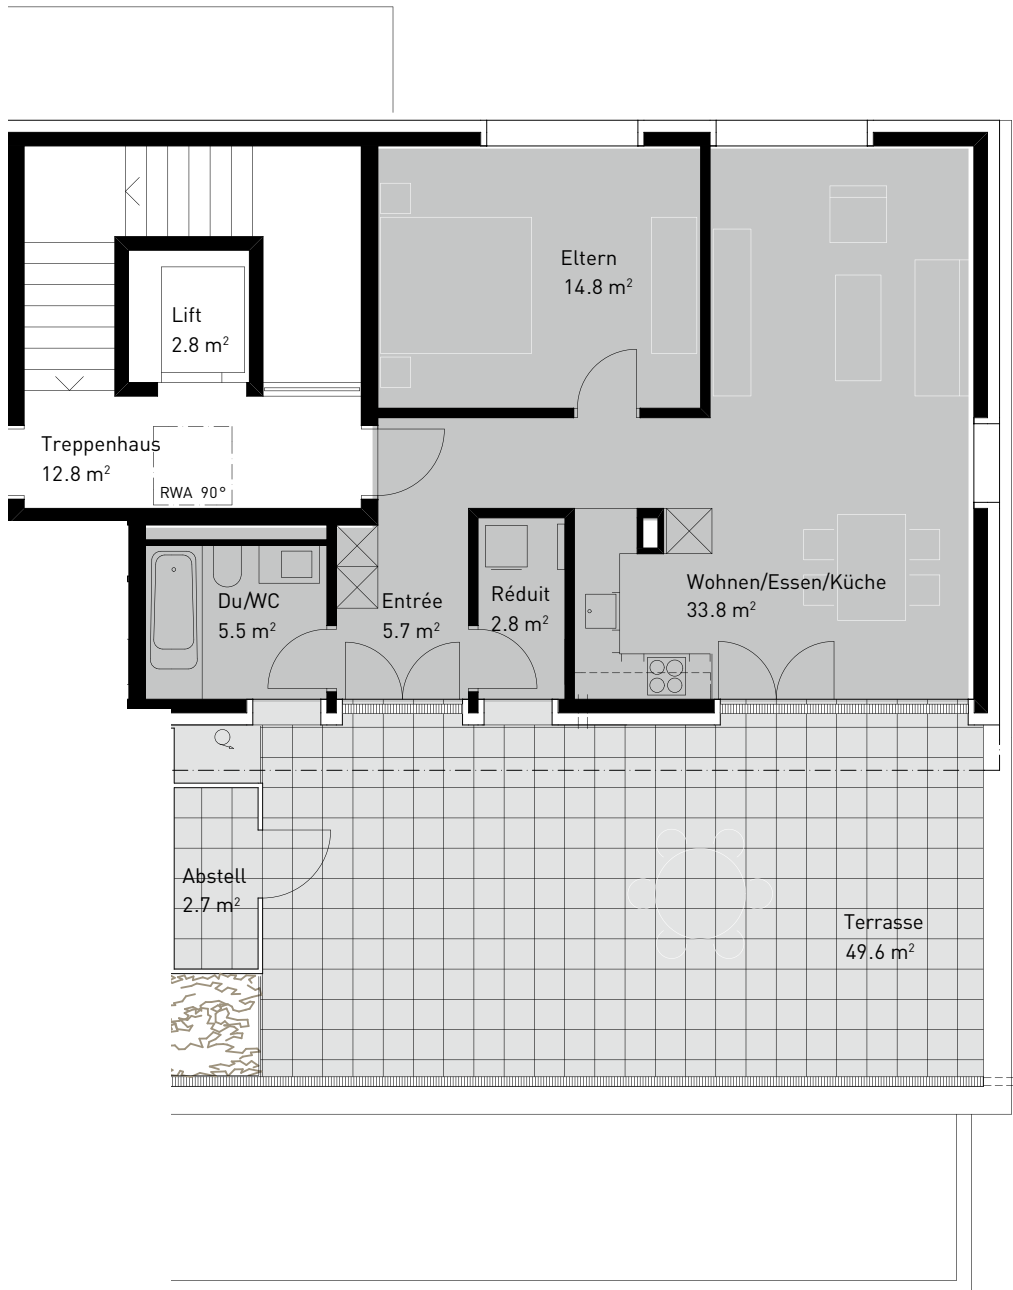 Eltern
14.8 m²
Lift
2.8 m²
Treppenhaus
12.8 m²
RWA 90°
Du/WC
5.5 m²
Entrée
5.7 m²
Réduit
2.8 m²
Wohnen/Essen/Küche
33.8 m²
Abstell
2.7 m²
Terrasse
49.6 m²